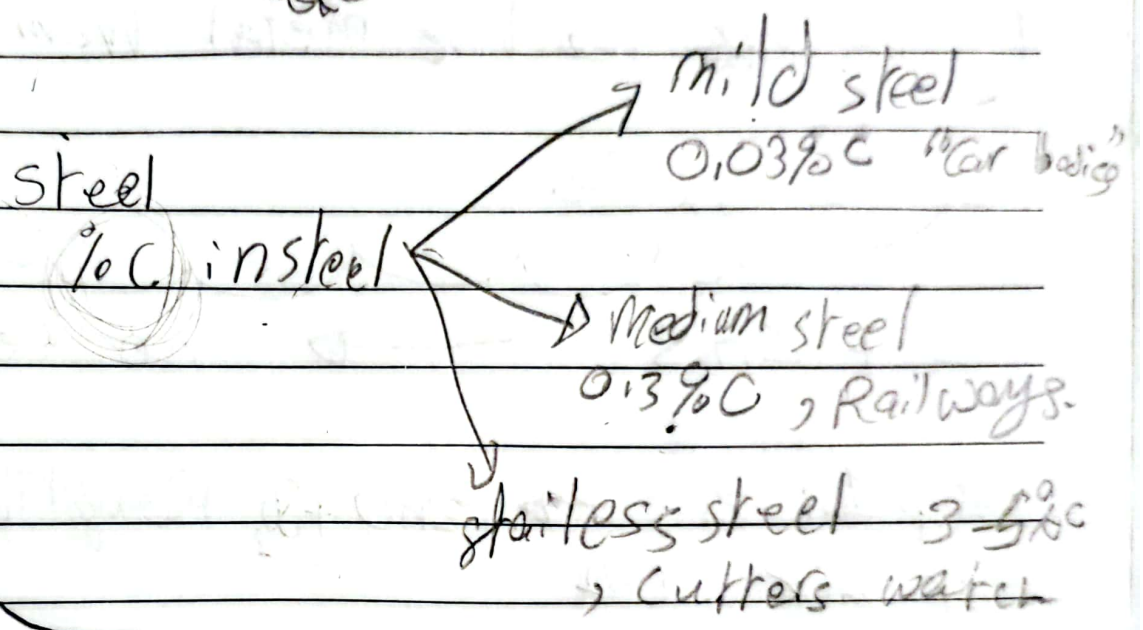 mild steel
0.03%C "Car bodies"
steel
%C in steel
Medium steel
0.3%C , Railways.
stailess steel 3-5%C
, Cutters watch